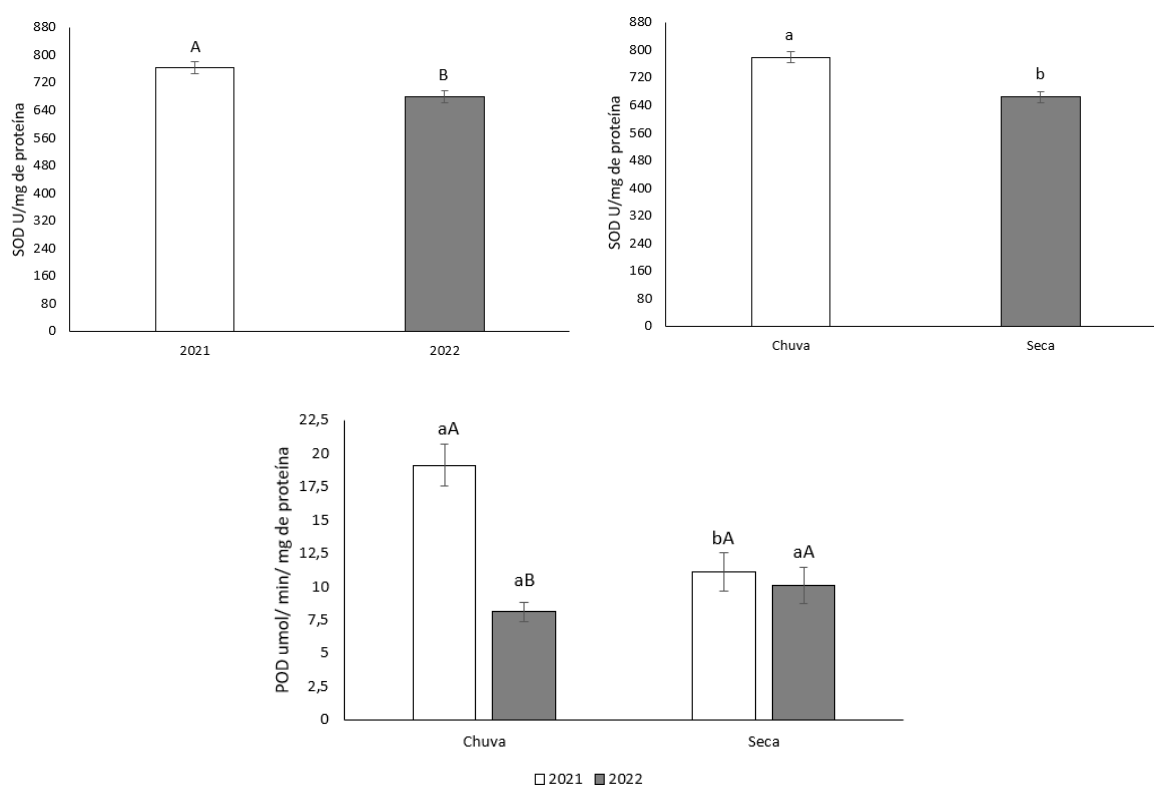 880
800
720
640
560
480
400
320
240
160
80
0
SOD U/mg de proteína
A
B
2021
2022
880
800
720
640
560
480
400
320
240
160
80
0
SOD U/mg de proteína
a
b
Chuva
Seca
22,5
20
17,5
15
12,5
10
7,5
5
2,5
0
POD umol/ min/ mg de proteína
aA
aB
bA
aA
Chuva
Seca
2021 2022